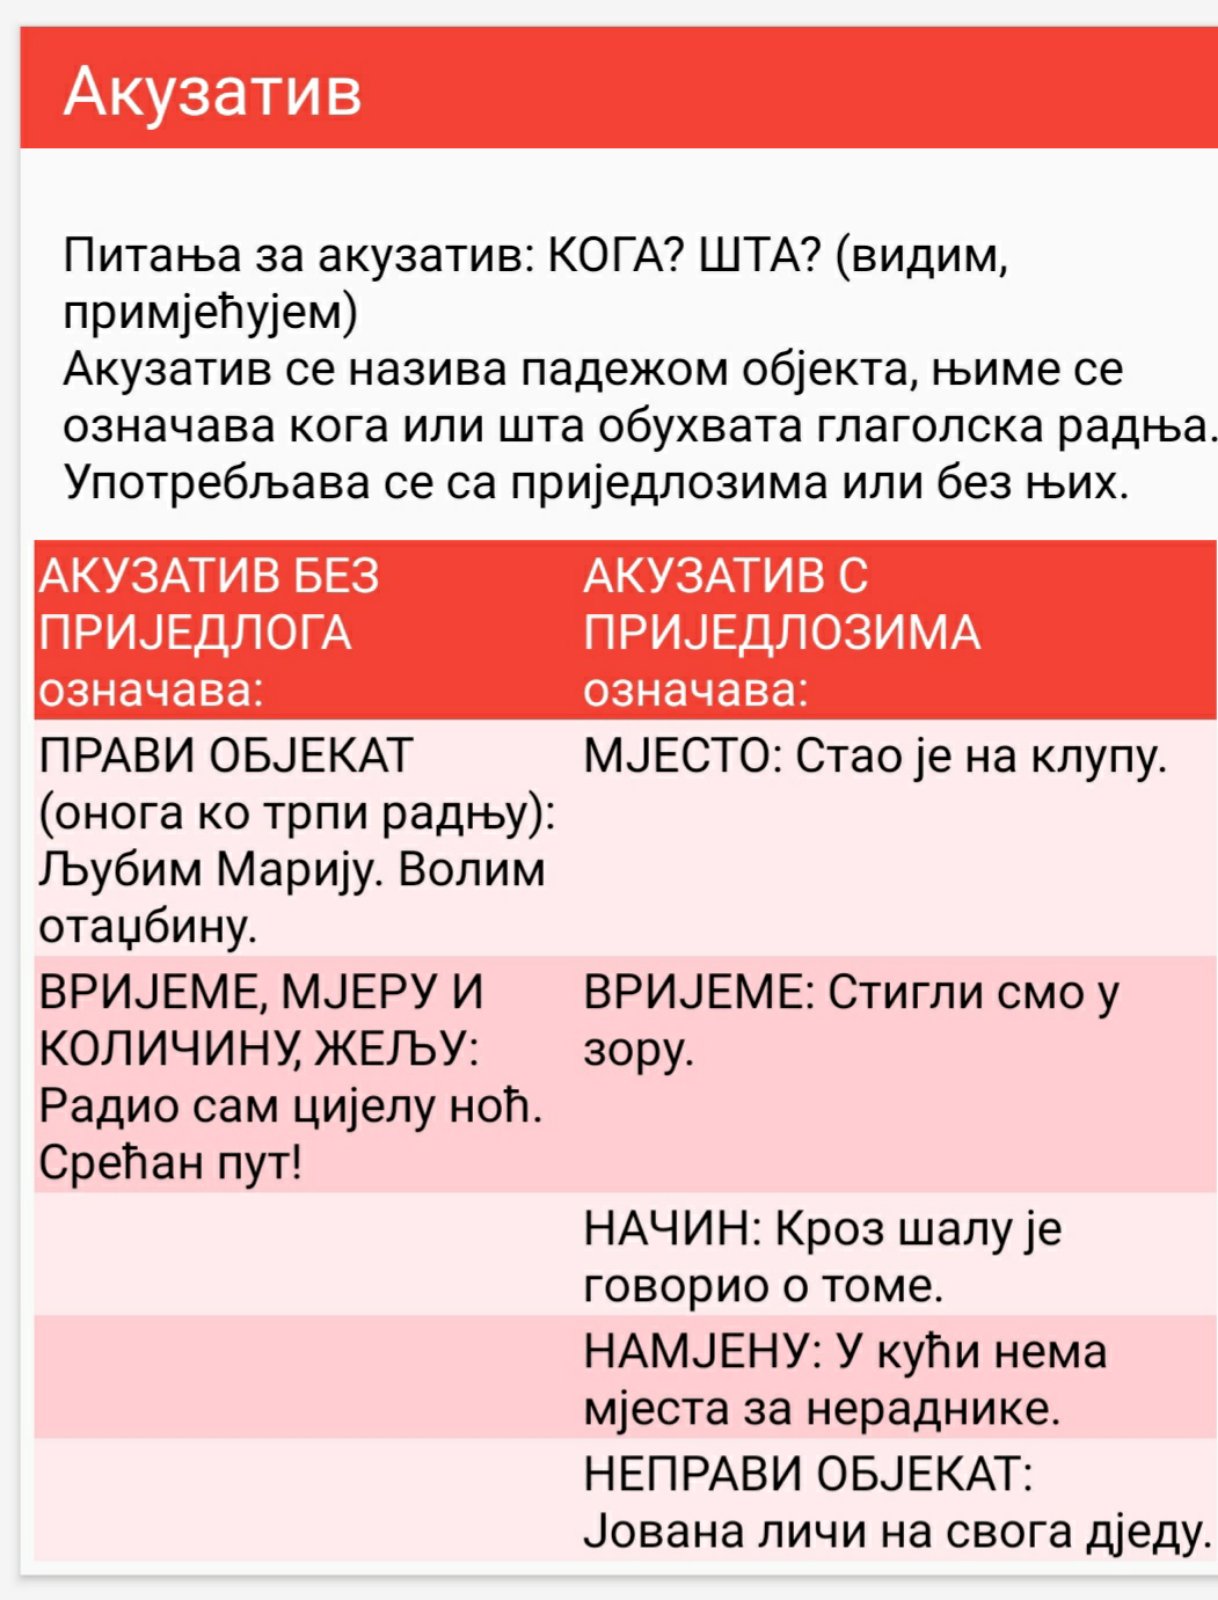 Акузатив
Питања за акузатив: КОГА? ШТА? (видим,
примјећујем)
Акузатив се назива падежом објекта, њиме се
означава кога или шта обухвата глаголска радња.
Употребљава се са приједлозима или без њих.
АКУЗАТИВ БЕЗ
ПРИЈЕДЛОГА
означава:
АКУЗАТИВ С
ПРИЈЕДЛОЗИМА
означава:
ПРАВИ ОБЈЕКАТ
(онога ко трпи радњу):
Љубим Марију. Волим
отаџбину.
МЈЕСТО: Стао је на клупу.
ВРИЈЕМЕ, МЈЕРУ И
КОЛИЧИНУ, ЖЕЉУ:
Радио сам цијелу ноћ.
Срећан пут!
ВРИЈЕМЕ: Стигли смо у
зору.
НАЧИН: Кроз шалу је
говорио о томе.
НАМЈЕНУ: У кући нема
мјеста за нераднике.
НЕПРАВИ ОБЈЕКАТ:
Јована личи на свога дједу.